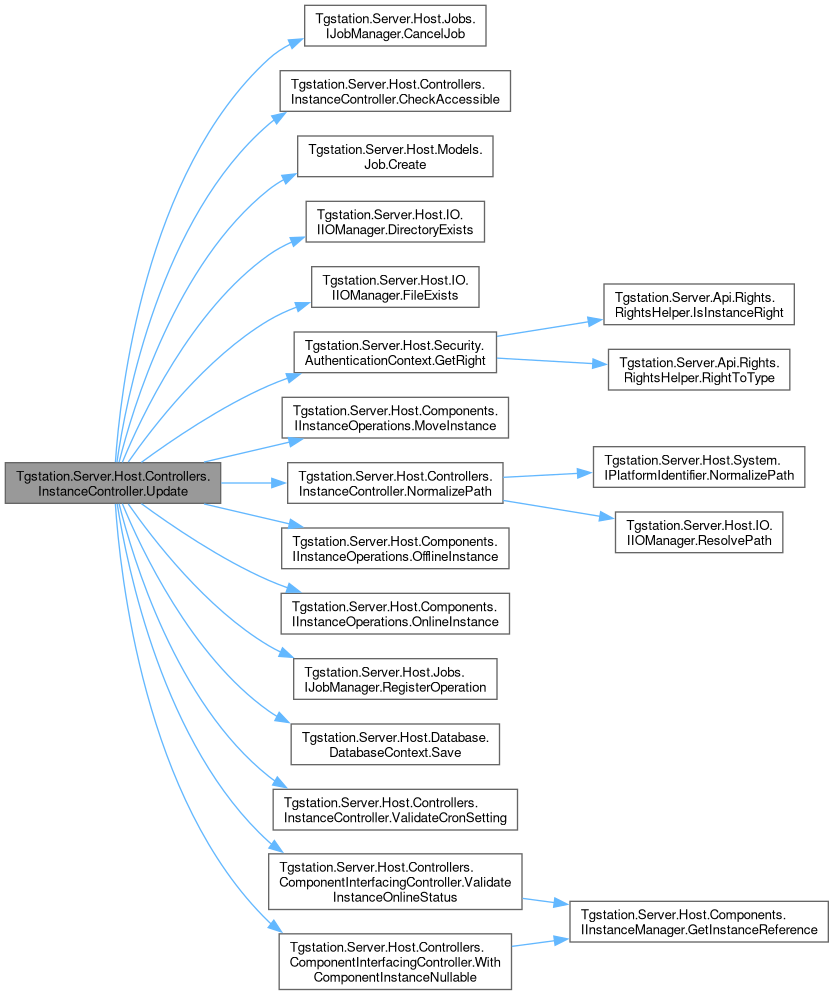 Tgstation.Server.Host.Jobs.
IJobManager.CancelJob
Tgstation.Server.Host.Controllers.
InstanceController.CheckAccessible
Tgstation.Server.Host.Models.
Job.Create
Tgstation.Server.Host.IO.
IIOManager.DirectoryExists
Tgstation.Server.Host.IO.
IIOManager.FileExists
Tgstation.Server.Api.Rights.
RightsHelper.IsInstanceRight
Tgstation.Server.Host.Security.
AuthenticationContext.GetRight
Tgstation.Server.Api.Rights.
RightsHelper.RightToType
Tgstation.Server.Host.Components.
IInstanceOperations.MoveInstance
Tgstation.Server.Host.Controllers.
InstanceController.Update
Tgstation.Server.Host.Controllers.
InstanceController.NormalizePath
Tgstation.Server.Host.System.
IPlatformIdentifier.NormalizePath
Tgstation.Server.Host.IO.
IIOManager.ResolvePath
Tgstation.Server.Host.Components.
IInstanceOperations.OfflineInstance
Tgstation.Server.Host.Components.
IInstanceOperations.OnlineInstance
Tgstation.Server.Host.Jobs.
IJobManager.RegisterOperation
Tgstation.Server.Host.Database.
DatabaseContext.Save
Tgstation.Server.Host.Controllers.
InstanceController.ValidateCronSetting
Tgstation.Server.Host.Controllers.
ComponentInterfacingController.Validate
InstanceOnlineStatus
Tgstation.Server.Host.Components.
IInstanceManager.GetInstanceReference
Tgstation.Server.Host.Controllers.
ComponentInterfacingController.With
ComponentInstanceNullable